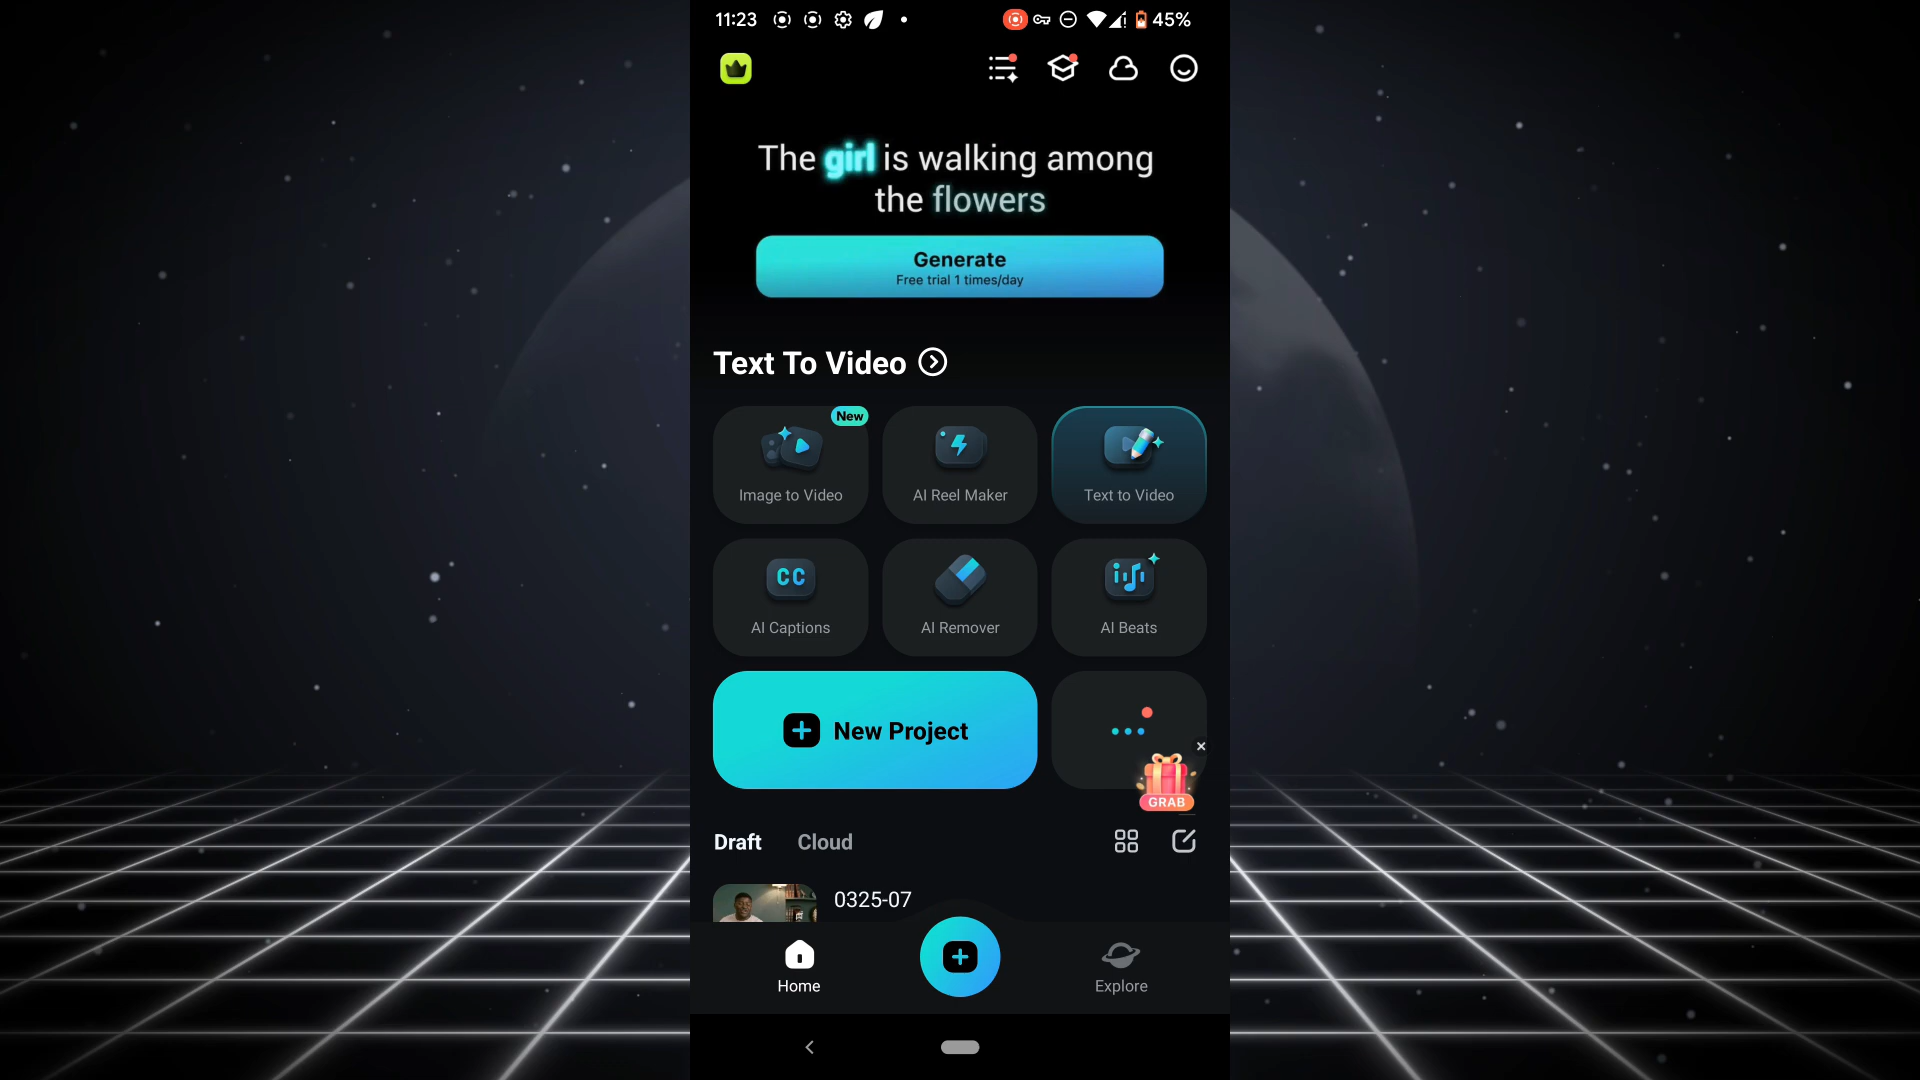 11:23
45%
The girl is walking among
the flowers
Generate
Free trial 1 times/day
Text To Video
New
Image to Video
AI Reel Maker
Text to Video
CC
AI Captions
AI Remover
AI Beats
New Project
GRAB
Draft
Cloud
0325-07
Home
Explore